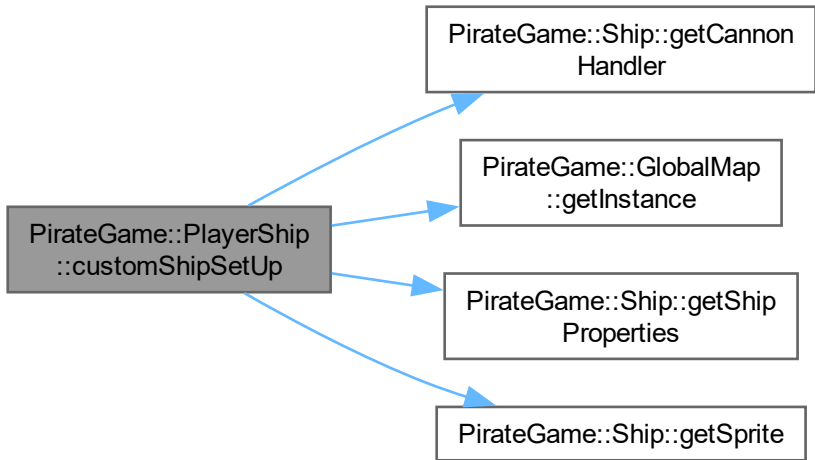 PirateGame::Ship::getCannon
Handler
PirateGame::GlobalMap
::getInstance
PirateGame::PlayerShip
::customShipSetUp
PirateGame::Ship::getShip
Properties
PirateGame::Ship::getSprite